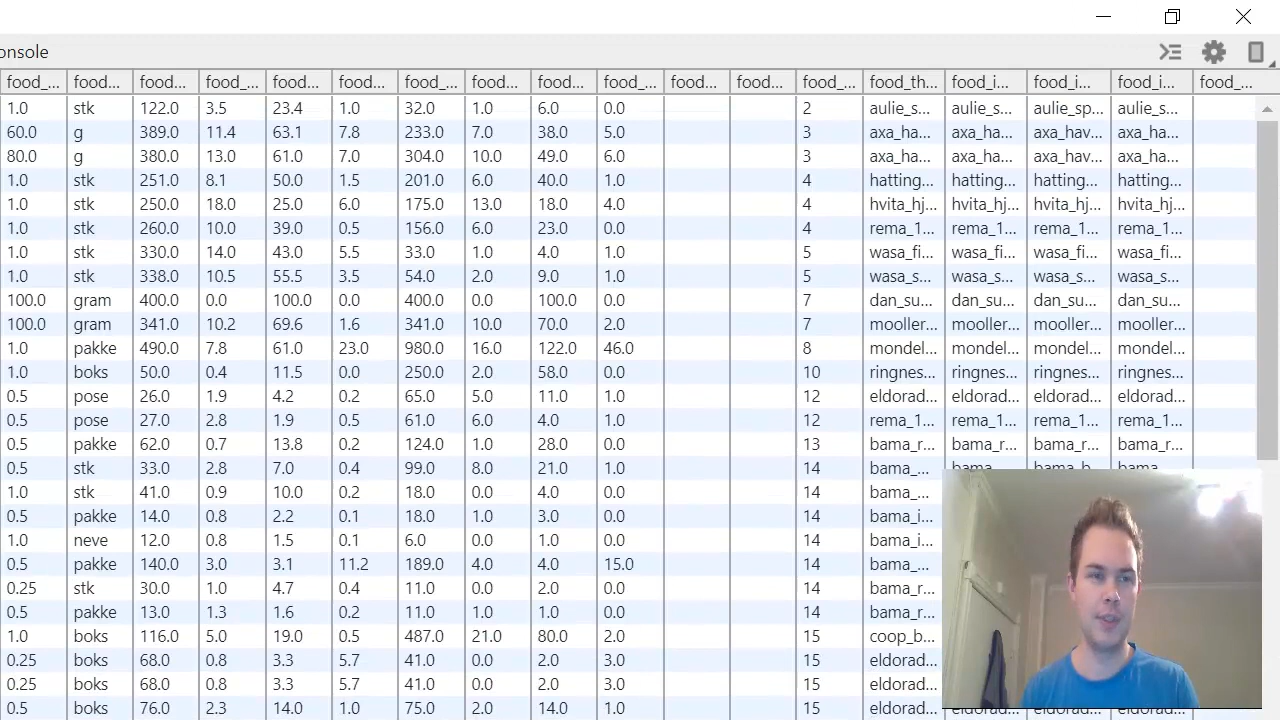 onsole
food_... food... food... food_... food... food... food_... food... food... food_... food... food... food_... food_th... food_i... food_i... food_i... food_...
1.0 stk 122.0 3.5 23.4 1.0 32.0 1.0 6.0 0.0 2 aulie_s... aulie_s... aulie_sp... aulie_s...
60.0 g 389.0 11.4 63.1 7.8 233.0 7.0 38.0 5.0 3 axa_ha... axa_ha... axa_hav... axa_ha...
80.0 g 380.0 13.0 61.0 7.0 304.0 10.0 49.0 6.0 3 axa_ha... axa_ha... axa_hav... axa_ha...
1.0 stk 251.0 8.1 50.0 1.5 201.0 6.0 40.0 1.0 4 hatting... hatting... hatting... hatting...
1.0 stk 250.0 18.0 25.0 6.0 175.0 13.0 18.0 4.0 4 hvita_hj... hvita_hj... hvita_hj... hvita_hj...
1.0 stk 260.0 10.0 39.0 0.5 156.0 6.0 23.0 0.0 4 rema_1... rema_1... rema_1... rema_1...
1.0 stk 330.0 14.0 43.0 5.5 33.0 1.0 4.0 1.0 5 wasa_fi... wasa_fi... wasa_fi... wasa_fi...
1.0 stk 338.0 10.5 55.5 3.5 54.0 2.0 9.0 1.0 5 wasa_s... wasa_s... wasa_s... wasa_s...
100.0 gram 400.0 0.0 100.0 0.0 400.0 0.0 100.0 0.0 7 dan_su... dan_su... dan_su... dan_su...
100.0 gram 341.0 10.2 69.6 1.6 341.0 10.0 70.0 2.0 7 mooller... mooller... mooller... mooller...
1.0 pakke 490.0 7.8 61.0 23.0 980.0 16.0 122.0 46.0 8 mondel... mondel... mondel... mondel...
1.0 boks 50.0 0.4 11.5 0.0 250.0 2.0 58.0 0.0 10 ringnes... ringnes... ringnes... ringnes...
0.5 pose 26.0 1.9 4.2 0.2 65.0 5.0 11.0 1.0 12 eldorad... eldorad... eldorad... eldorad...
0.5 pose 27.0 2.8 1.9 0.5 61.0 6.0 4.0 1.0 12 rema_1... rema_1... rema_1... rema_1...
0.5 pakke 62.0 0.7 13.8 0.2 124.0 1.0 28.0 0.0 13 bama_r... bama_r... bama_r... bama_r...
0.5 stk 33.0 2.8 7.0 0.4 99.0 8.0 21.0 1.0 14 bama_...
1.0 stk 41.0 0.9 10.0 0.2 18.0 0.0 4.0 0.0 14 bama_...
0.5 pakke 14.0 0.8 2.2 0.1 18.0 1.0 3.0 0.0 14 bama_i...
1.0 neve 12.0 0.8 1.5 0.1 6.0 0.0 1.0 0.0 14 bama_i...
0.5 pakke 140.0 3.0 3.1 11.2 189.0 4.0 4.0 15.0 14 bama_...
0.25 stk 30.0 1.0 4.7 0.4 11.0 0.0 2.0 0.0 14 bama_r...
0.5 pakke 13.0 1.3 1.6 0.2 11.0 1.0 1.0 0.0 14 bama_r...
1.0 boks 116.0 5.0 19.0 0.5 487.0 21.0 80.0 2.0 15 coop_b...
0.25 boks 68.0 0.8 3.3 5.7 41.0 0.0 2.0 3.0 15 eldorad...
0.25 boks 68.0 0.8 3.3 5.7 41.0 0.0 2.0 3.0 15 eldorad...
0.5 boks 76.0 2.3 14.0 1.0 75.0 2.0 14.0 1.0 15 eldorad...